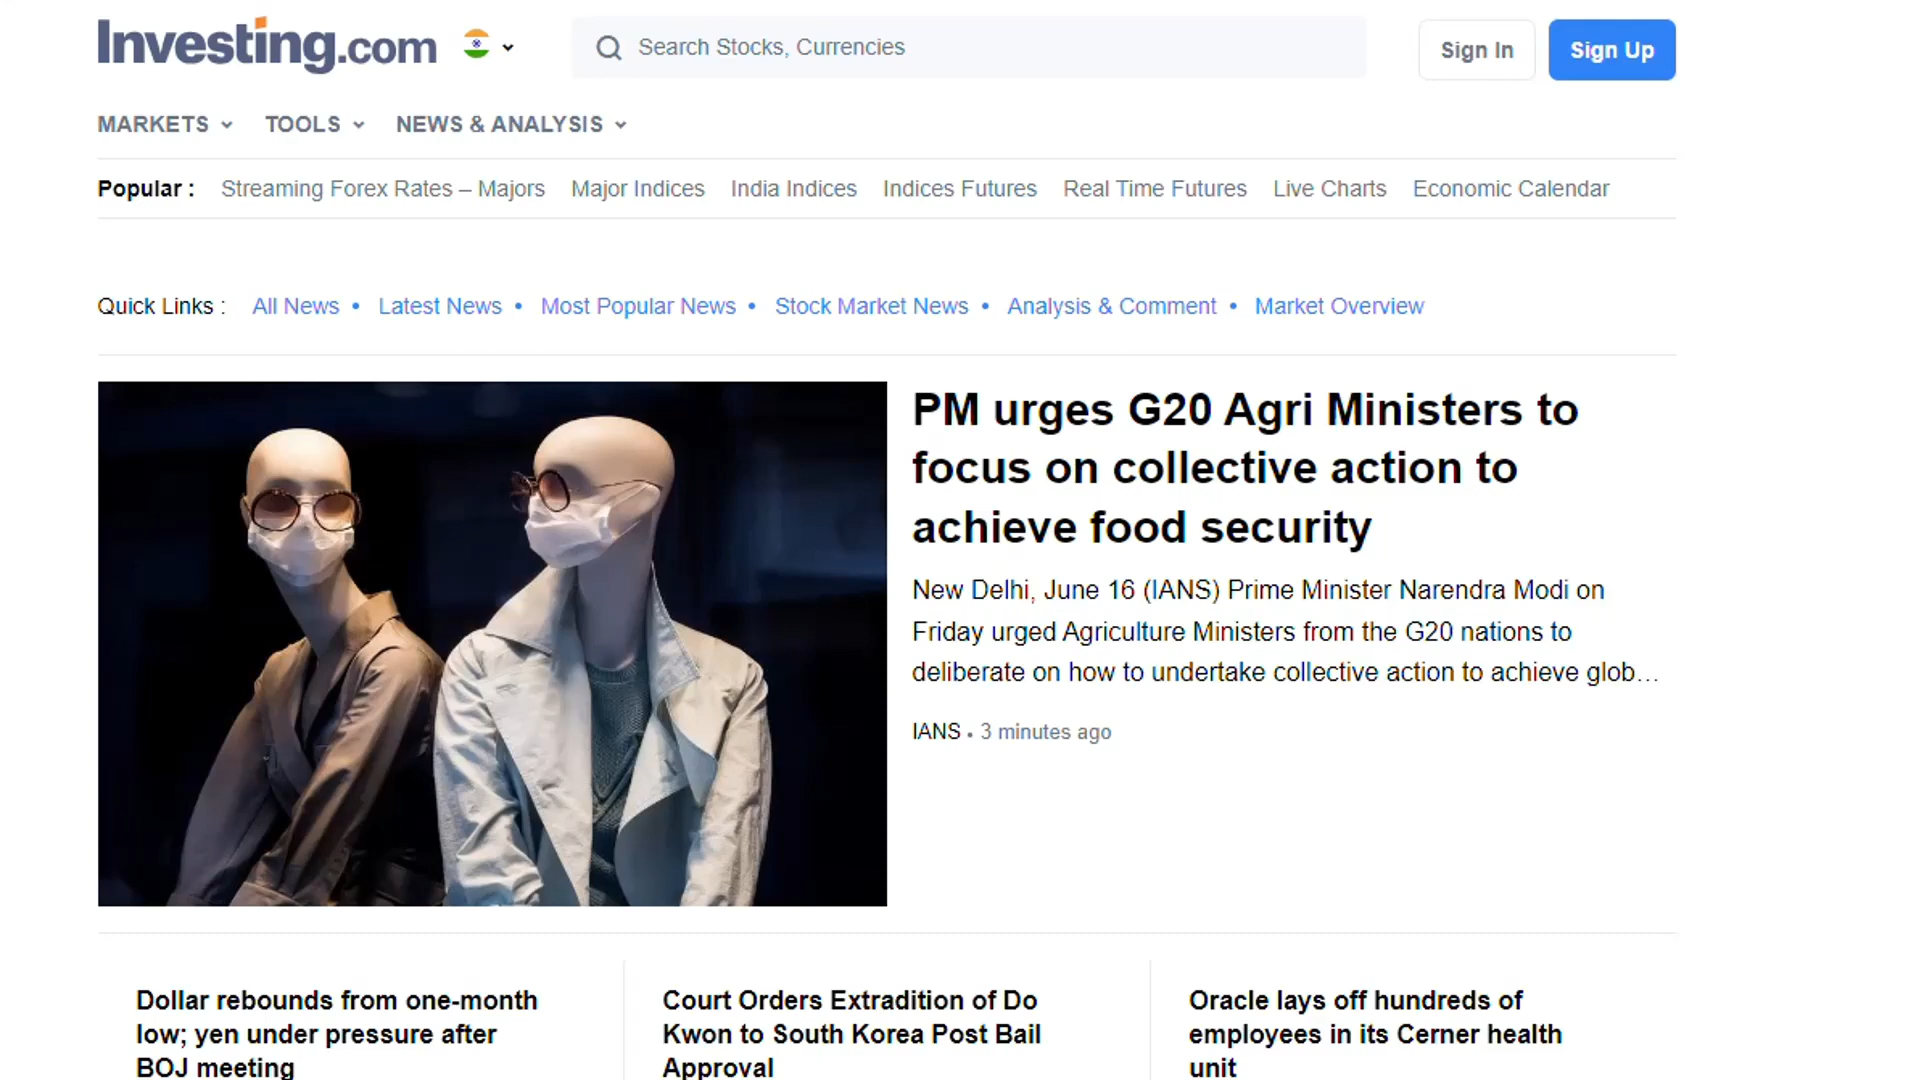 Investing.com
Search Stocks, Currencies
Sign In
Sign Up
MARKETS TOOLS NEWS & ANALYSIS
Popular : Streaming Forex Rates – Majors Major Indices India Indices Indices Futures Real Time Futures Live Charts Economic Calendar
Quick Links : All News • Latest News • Most Popular News • Stock Market News • Analysis & Comment • Market Overview
PM urges G20 Agri Ministers to
focus on collective action to
achieve food security
New Delhi, June 16 (IANS) Prime Minister Narendra Modi on
Friday urged Agriculture Ministers from the G20 nations to
deliberate on how to undertake collective action to achieve glob...
IANS • 3 minutes ago
Dollar rebounds from one-month
low; yen under pressure after
BOJ meeting
Court Orders Extradition of Do
Kwon to South Korea Post Bail
Approval
Oracle lays off hundreds of
employees in its Cerner health
unit